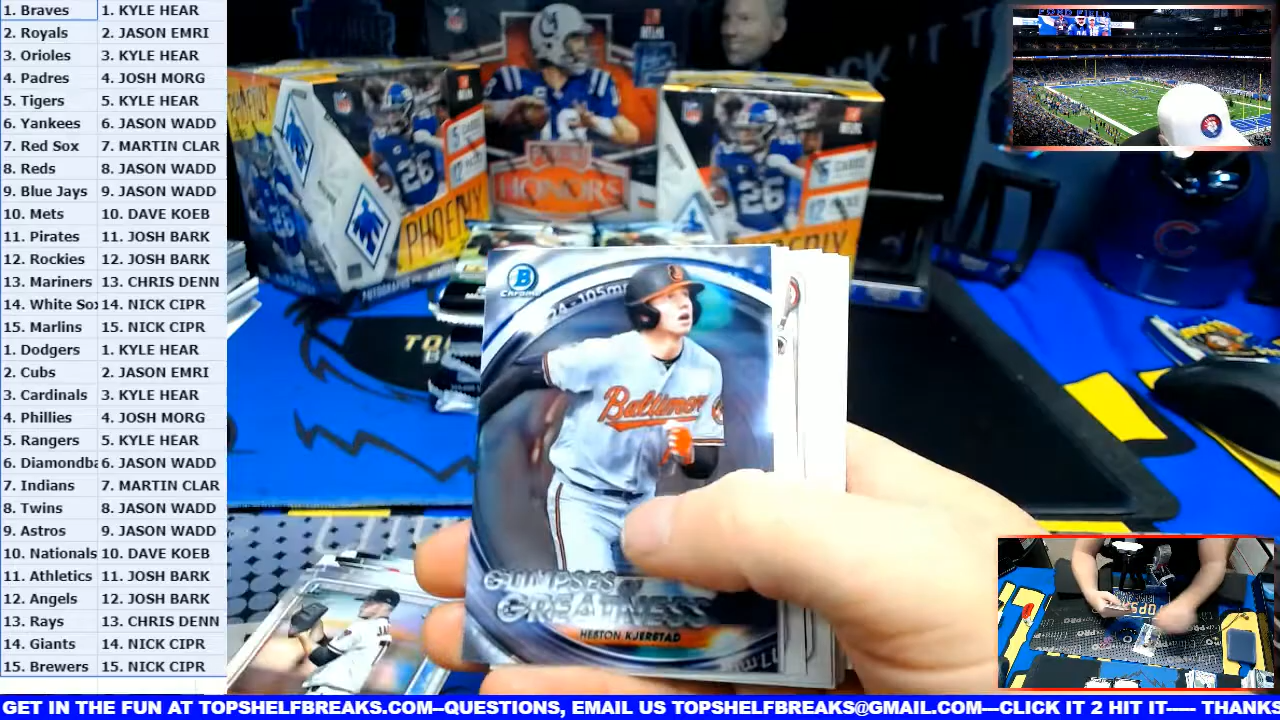 1. Braves 1. KYLE HEAR
2. Royals 2. JASON EMRI
3. Orioles 3. KYLE HEAR
4. Padres 4. JOSH MORG
5. Tigers 5. KYLE HEAR
6. Yankees 6. JASON WADD
7. Red Sox 7. MARTIN CLAR
8. Reds 8. JASON WADD
9. Blue Jays 9. JASON WADD
10. Mets 10. DAVE KOEB
11. Pirates 11. JOSH BARK
12. Rockies 12. JOSH BARK
13. Mariners 13. CHRIS DENN
14. White Sox 14. NICK CIPR
15. Marlins 15. NICK CIPR
1. Dodgers 1. KYLE HEAR
2. Cubs 2. JASON EMRI
3. Cardinals 3. KYLE HEAR
4. Phillies 4. JOSH MORG
5. Rangers 5. KYLE HEAR
6. Diamondba 6. JASON WADD
7. Indians 7. MARTIN CLAR
8. Twins 8. JASON WADD
9. Astros 9. JASON WADD
10. Nationals 10. DAVE KOEB
11. Athletics 11. JOSH BARK
12. Angels 12. JOSH BARK
13. Rays 13. CHRIS DENN
14. Giants 14. NICK CIPR
15. Brewers 15. NICK CIPR
HONORS
PHOENIX
26
26
B
Chrome
Baltimore
GLIMPSES
GREATNESS
HESTON KJERSTAD
GET IN THE FUN AT TOPSHELFBREAKS.COM--QUESTIONS, EMAIL US TOPSHELFBREAKS@GMAIL.COM---CLICK IT 2 HIT IT----- THANKS